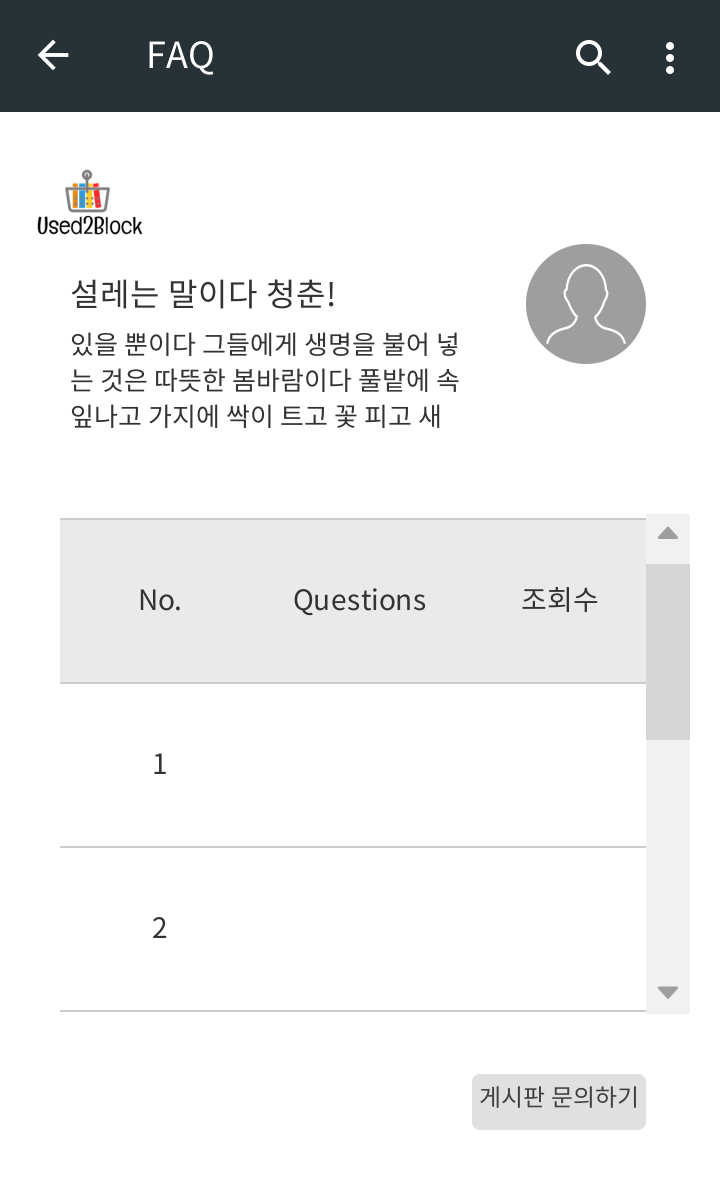 FAQ
Used2Block
설레는 말이다 청춘!
있을 뿐이다 그들에게 생명을 불어 넣
는 것은 따뜻한 봄바람이다 풀밭에 속
잎나고 가지에 싹이 트고 꽃 피고 새
No. Questions 조회수
1
2
게시판 문의하기